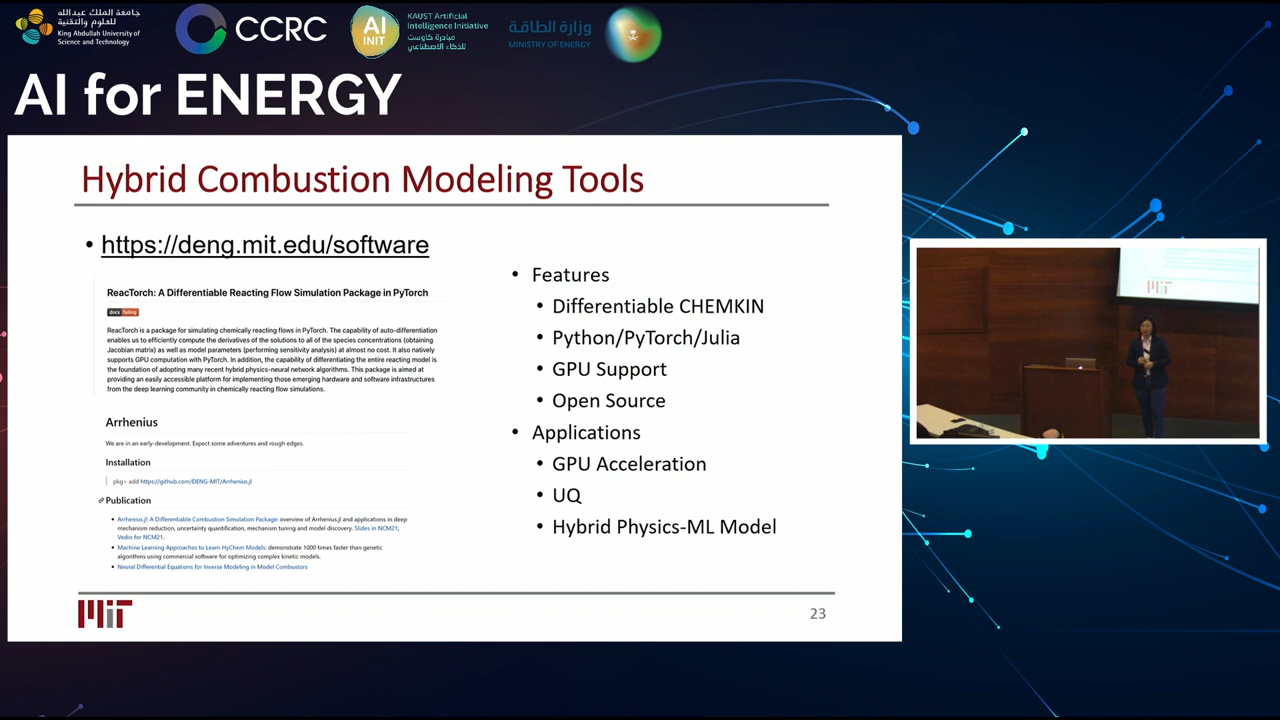 جامعة الملك عبدالله
للعلوم والتقنية
King Abdullah University of
Science and Technology
CCRC
AI
INIT
KAUST Artificial
Intelligence Initiative
مبادرة كاوست
للذكاء الاصطناعي
وزارة الطاقة
MINISTRY OF ENERGY
AI for ENERGY
Hybrid Combustion Modeling Tools
• https://deng.mit.edu/software
ReacTorch: A Differentiable Reacting Flow Simulation Package in PyTorch
docs failing
ReacTorch is a package for simulating chemically reacting flows in PyTorch. The capability of auto-differentiation
enables us to efficiently compute the derivatives of the solutions to all of the species concentrations (obtaining
Jacobian matrix) as well as model parameters (performing sensitivity analysis) at almost no cost. It also natively
supports GPU computation with PyTorch. In addition, the capability of differentiating the entire reacting model is
the foundation of adopting many recent hybrid physics-neural network algorithms. This package is aimed at
providing an easily accessible platform for implementing those emerging hardware and software infrastructures
from the deep learning community in chemically reacting flow simulations.
Arrhenius
We are in an early-development. Expect some adventures and rough edges.
Installation
pkg> add https://github.com/DENG-MIT/Arrhenius.jl
Publication
• Arrhenius.jl: A Differentiable Combustion Simulation Package: overview of Arrhenius.jl and applications in deep
mechanism reduction, uncertainty quantification, mechanism tuning and model discovery. Slides in NCM21,
Vedio for NCM21.
• Machine Learning Approaches to Learn HyChem Models: demonstrate 1000 times faster than genetic
algorithms using commercial software for optimizing complex kinetic models.
• Neural Differential Equations for Inverse Modeling in Model Combustors
• Features
• Differentiable CHEMKIN
• Python/PyTorch/Julia
• GPU Support
• Open Source
• Applications
• GPU Acceleration
• UQ
• Hybrid Physics-ML Model
MIT
23
MIT